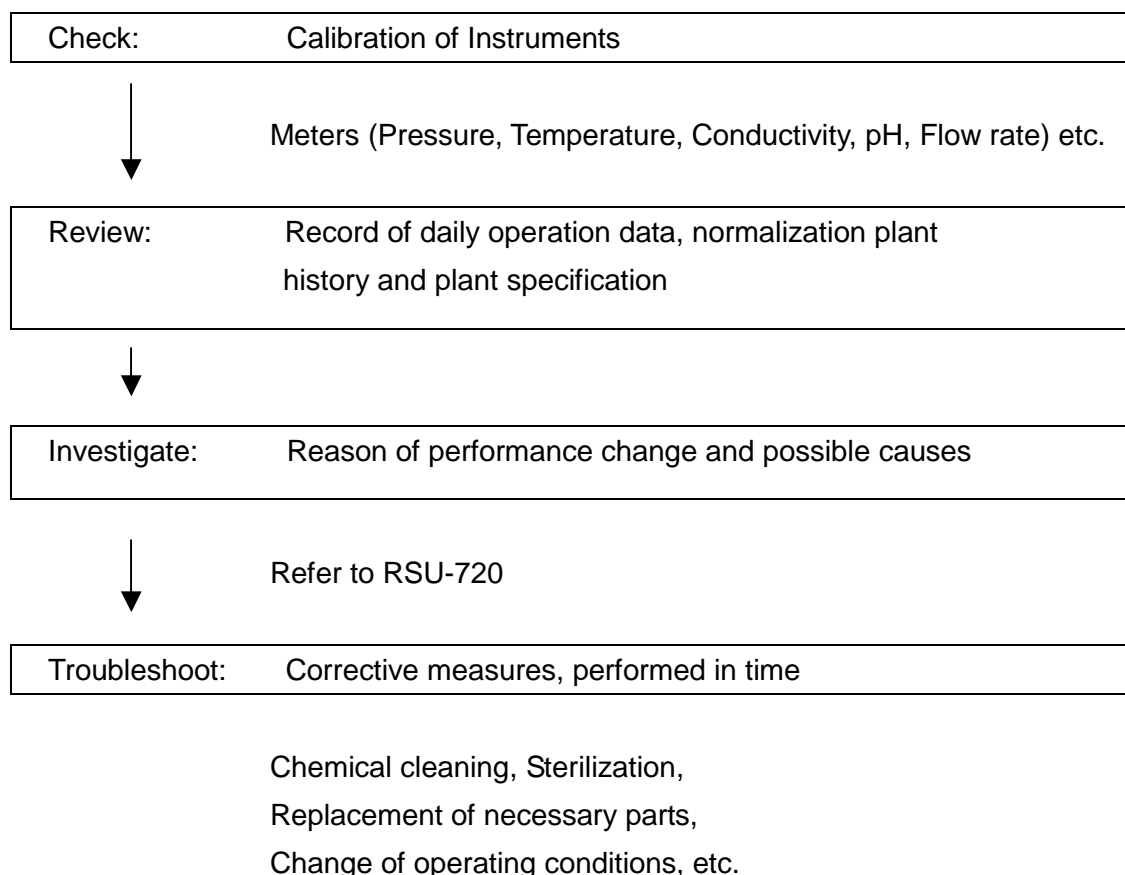 Check: Calibration of Instruments
Meters (Pressure, Temperature, Conductivity, pH, Flow rate) etc.
Review: Record of daily operation data, normalization plant
history and plant specification
Investigate: Reason of performance change and possible causes
Refer to RSU-720
Troubleshoot: Corrective measures, performed in time
Chemical cleaning, Sterilization,
Replacement of necessary parts,
Change of operating conditions, etc.